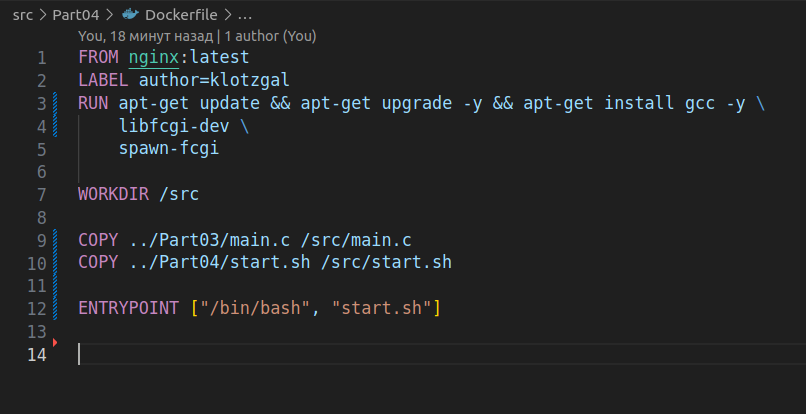 src > Part04 > Dockerfile > ...
You, 18 минут назад | 1 author (You)
1 FROM nginx:latest
2 LABEL author=klotzgal
3 RUN apt-get update && apt-get upgrade -y && apt-get install gcc -y \
4     libfcgi-dev \
5     spawn-fcgi
6
7 WORKDIR /src
8
9 COPY ../Part03/main.c /src/main.c
10 COPY ../Part04/start.sh /src/start.sh
11
12 ENTRYPOINT ["/bin/bash", "start.sh"]
13
14